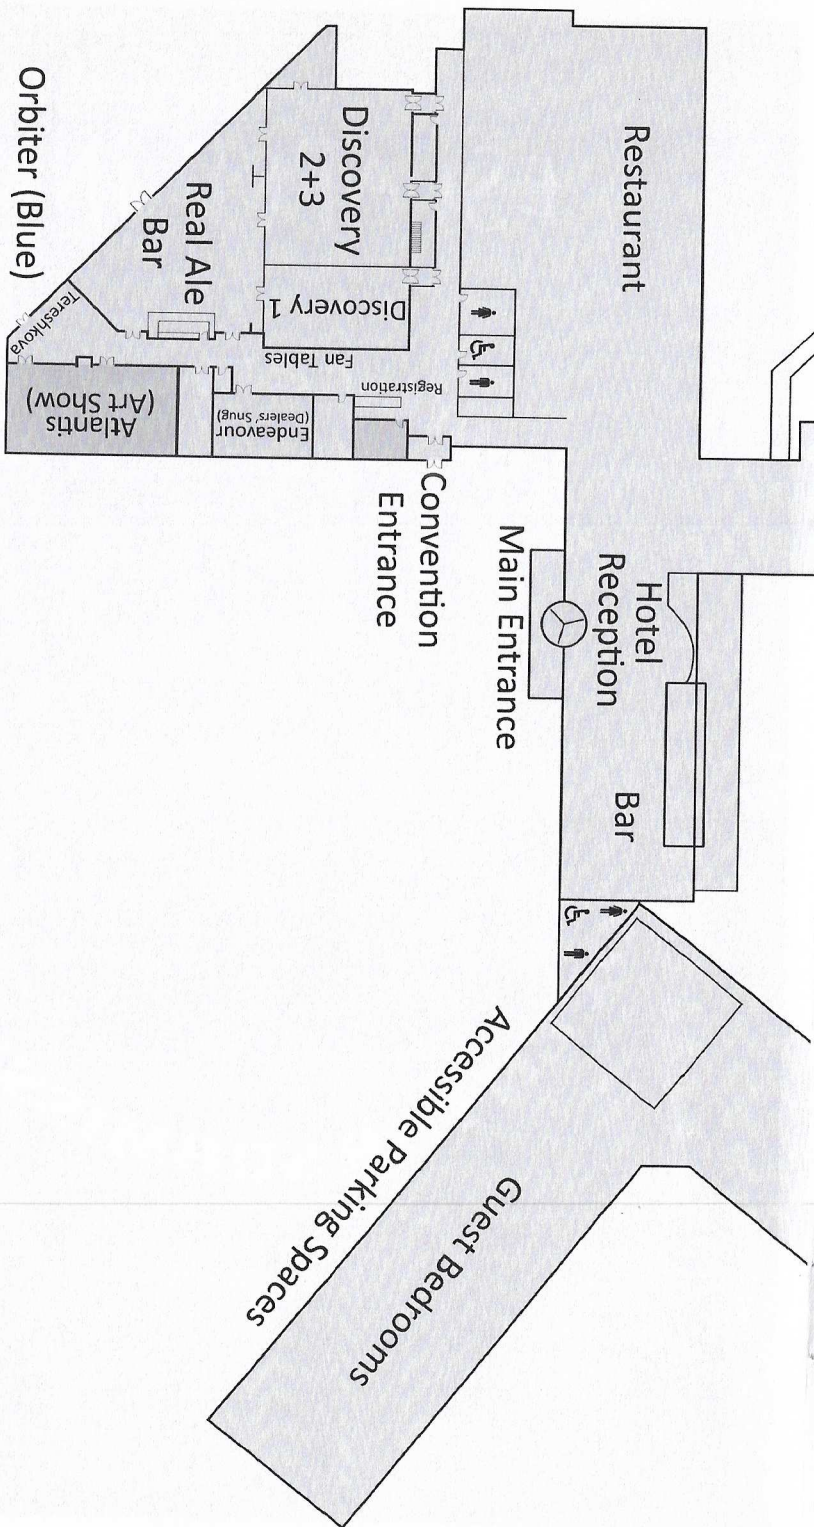 Restaurant
Discovery
2+3
Discovery 1
Real Ale
Bar
Orbiter (Blue)
Tereshkova
Fan Tables
Registration
Endeavour
(Dealers' Snug)
Atlantis
(Art Show)
Convention
Entrance
Main Entrance
Hotel
Reception
Bar
Accessible Parking Spaces
Guest Bedrooms